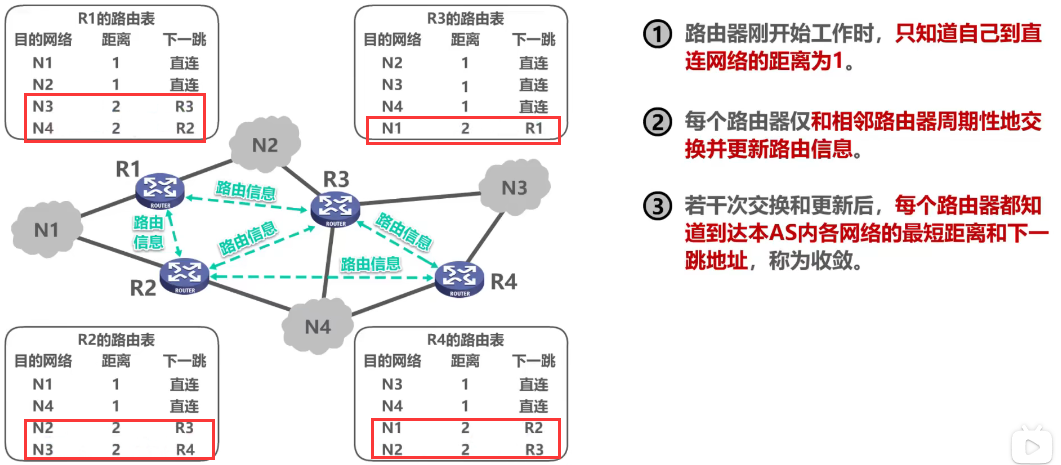 R1的路由表
目的网络 距离 下一跳
N1 1 直连
N2 1 直连
N3 2 R3
N4 2 R2
R3的路由表
目的网络 距离 下一跳
N2 1 直连
N3 1 直连
N4 1 直连
N1 2 R1
N2
R1
ROUTER
路由信息
R3
ROUTER
N3
N1
路由
信息
路由信息
路由信息
路由信息
R2
ROUTER
R4
ROUTER
N4
R2的路由表
目的网络 距离 下一跳
N1 1 直连
N4 1 直连
N2 2 R3
N3 2 R4
R4的路由表
目的网络 距离 下一跳
N3 1 直连
N4 1 直连
N1 2 R2
N2 2 R3
1 路由器刚开始工作时，只知道自己到直
连网络的距离为1。
2 每个路由器仅和相邻路由器周期性地交
换并更新路由信息。
3 若干次交换和更新后，每个路由器都知
道到达本AS内各网络的最短距离和下一
跳地址，称为收敛。